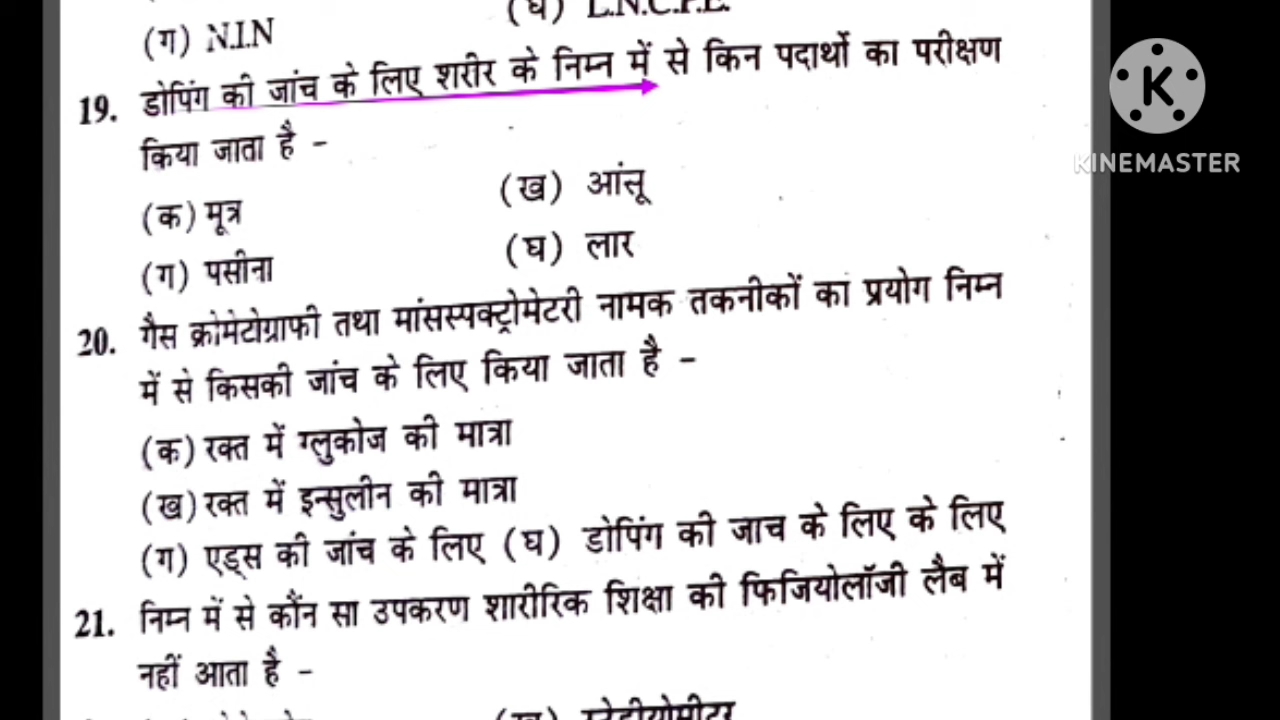 (घ) L.N.C.P.E.
(ग) N.I.N
19. डोपिंग की जांच के लिए शरीर के निम्न में से किन पदार्थो का परीक्षण
किया जाता है -
(क) मूत्र (ख) आंसू
(ग) पसीना (घ) लार
20. गैस क्रोमेटोग्राफी तथा मांसस्पक्ट्रोमेटरी नामक तकनीकों का प्रयोग निम्न
में से किसकी जांच के लिए किया जाता है -
(क) रक्त में ग्लुकोज की मात्रा
(ख) रक्त में इन्सुलीन की मात्रा
(ग) एड्स की जांच के लिए (घ) डोपिंग की जाच के लिए के लिए
21. निम्न में से कौंन सा उपकरण शारीरिक शिक्षा की फिजियोलॉजी लैब में
नहीं आता है -
(ख)
K
KINEMASTER